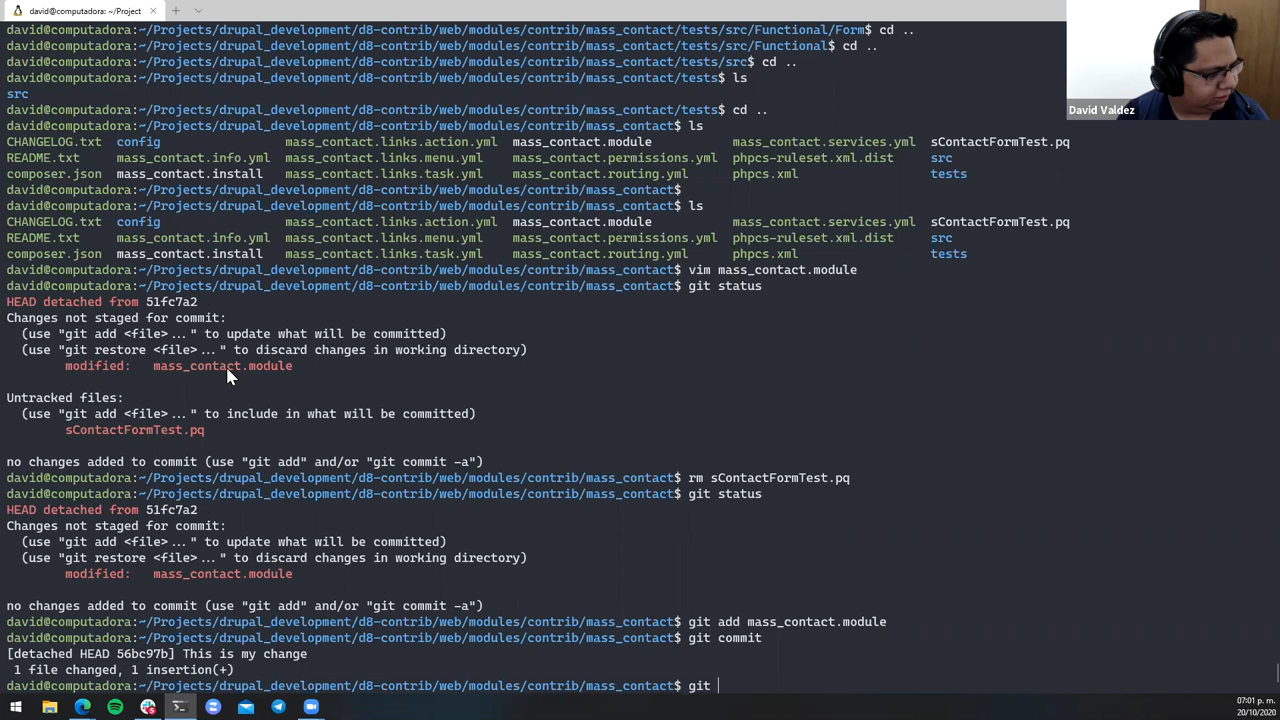 david@computadora: ~/Project
David Valdez
david@computadora:~/Projects/drupal_development/d8-contrib/web/modules/contrib/mass_contact/tests/src/Functional/Form$ cd ..
david@computadora:~/Projects/drupal_development/d8-contrib/web/modules/contrib/mass_contact/tests/src/Functional$ cd ..
david@computadora:~/Projects/drupal_development/d8-contrib/web/modules/contrib/mass_contact/tests/src$ cd ..
david@computadora:~/Projects/drupal_development/d8-contrib/web/modules/contrib/mass_contact/tests$ ls
src
david@computadora:~/Projects/drupal_development/d8-contrib/web/modules/contrib/mass_contact/tests$ cd ..
david@computadora:~/Projects/drupal_development/d8-contrib/web/modules/contrib/mass_contact$ ls
CHANGELOG.txt config mass_contact.links.action.yml mass_contact.module mass_contact.services.yml sContactFormTest.pq
README.txt mass_contact.info.yml mass_contact.links.menu.yml mass_contact.permissions.yml phpcs-ruleset.xml.dist src
composer.json mass_contact.install mass_contact.links.task.yml mass_contact.routing.yml phpcs.xml tests
david@computadora:~/Projects/drupal_development/d8-contrib/web/modules/contrib/mass_contact$
david@computadora:~/Projects/drupal_development/d8-contrib/web/modules/contrib/mass_contact$ ls
CHANGELOG.txt config mass_contact.links.action.yml mass_contact.module mass_contact.services.yml sContactFormTest.pq
README.txt mass_contact.info.yml mass_contact.links.menu.yml mass_contact.permissions.yml phpcs-ruleset.xml.dist src
composer.json mass_contact.install mass_contact.links.task.yml mass_contact.routing.yml phpcs.xml tests
david@computadora:~/Projects/drupal_development/d8-contrib/web/modules/contrib/mass_contact$ vim mass_contact.module
david@computadora:~/Projects/drupal_development/d8-contrib/web/modules/contrib/mass_contact$ git status
HEAD detached from 51fc7a2
Changes not staged for commit:
(use "git add <file>..." to update what will be committed)
(use "git restore <file>..." to discard changes in working directory)
modified: mass_contact.module
Untracked files:
(use "git add <file>..." to include in what will be committed)
sContactFormTest.pq
no changes added to commit (use "git add" and/or "git commit -a")
david@computadora:~/Projects/drupal_development/d8-contrib/web/modules/contrib/mass_contact$ rm sContactFormTest.pq
david@computadora:~/Projects/drupal_development/d8-contrib/web/modules/contrib/mass_contact$ git status
HEAD detached from 51fc7a2
Changes not staged for commit:
(use "git add <file>..." to update what will be committed)
(use "git restore <file>..." to discard changes in working directory)
modified: mass_contact.module
no changes added to commit (use "git add" and/or "git commit -a")
david@computadora:~/Projects/drupal_development/d8-contrib/web/modules/contrib/mass_contact$ git add mass_contact.module
david@computadora:~/Projects/drupal_development/d8-contrib/web/modules/contrib/mass_contact$ git commit
[detached HEAD 56bc97b] This is my change
1 file changed, 1 insertion(+)
david@computadora:~/Projects/drupal_development/d8-contrib/web/modules/contrib/mass_contact$ git
07:01 p. m.
20/10/2020